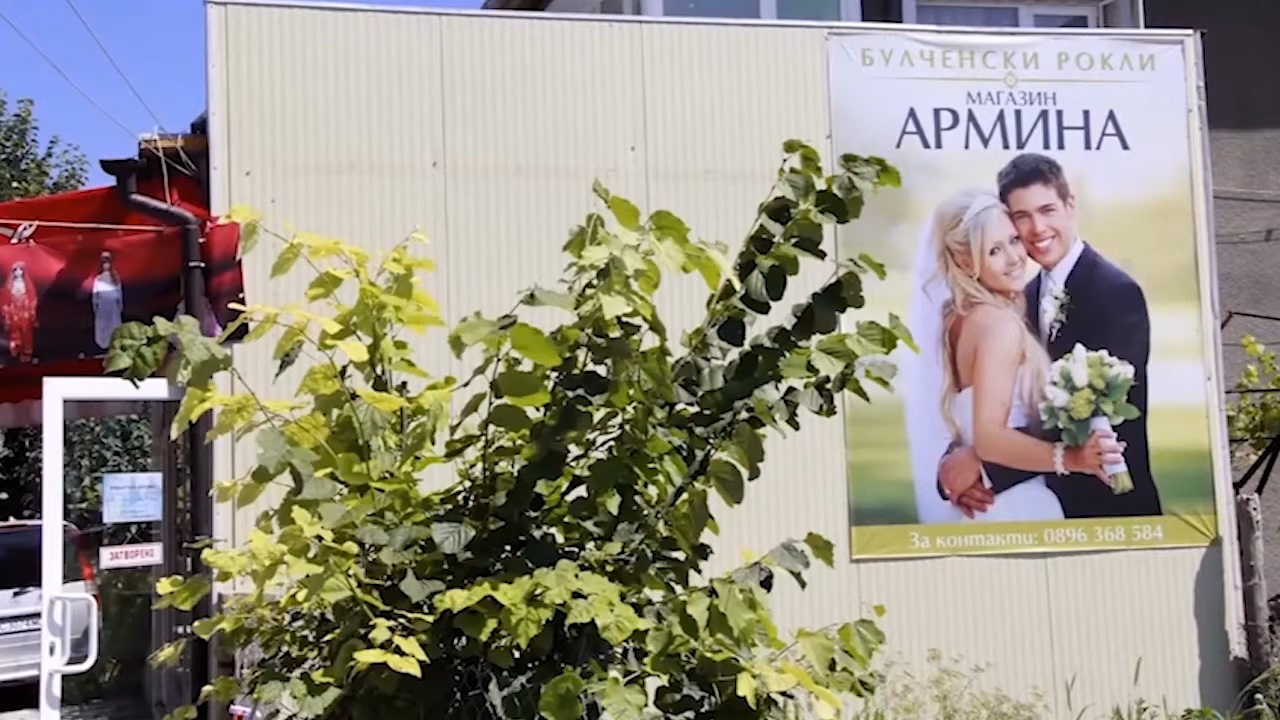 БУЛЧЕНСКИ РОКЛИ
МАГАЗИН
АРМИНА
За контакти: 0896 368 584
ЗАТВОРЕНО